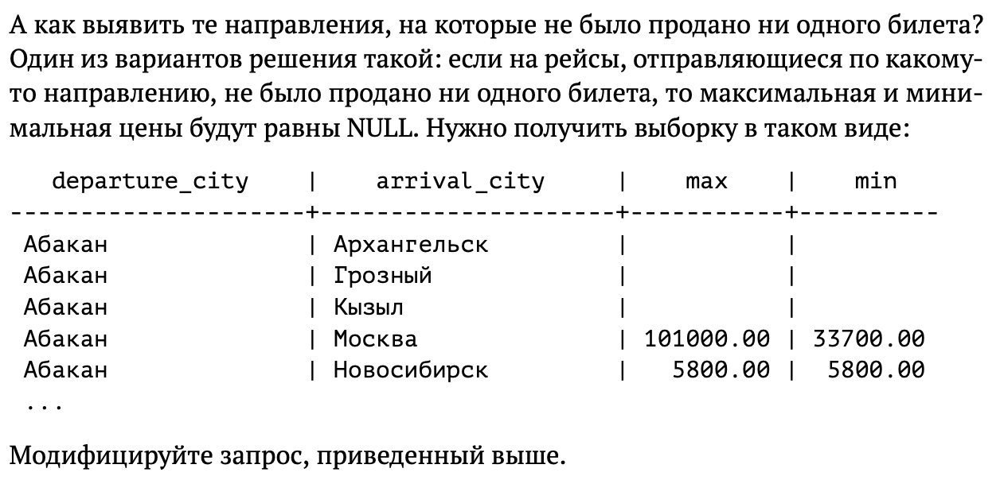 А как выявить те направления, на которые не было продано ни одного билета?
Один из вариантов решения такой: если на рейсы, отправляющиеся по какому-
то направлению, не было продано ни одного билета, то максимальная и мини-
мальная цены будут равны NULL. Нужно получить выборку в таком виде:
departure_city | arrival_city | max | min
---------------------+---------------------+-----------+----------
Абакан | Архангельск | |
Абакан | Грозный | |
Абакан | Кызыл | |
Абакан | Москва | 101000.00 | 33700.00
Абакан | Новосибирск | 5800.00 | 5800.00
...
Модифицируйте запрос, приведенный выше.